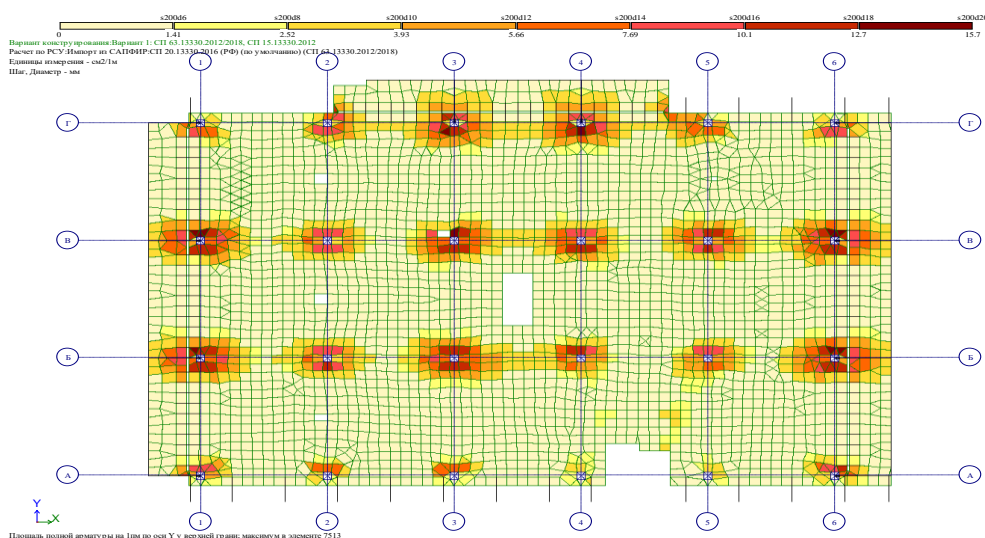 s200d6 s200d8 s200d10 s200d12 s200d14 s200d16 s200d18 s200d20
0 1.41 2.52 3.93 5.66 7.69 10.1 12.7 15.7
Вариант конструирования:Вариант 1: СП 63.13330.2012/2018, СП 15.13330.2012
Расчет по РСУ:Импорт из САПФИР:СП 20.13330.2016 (РФ) (по умолчанию) (СП 63.13330.2012/2018)
Единицы измерения - см2/1м
Шаг, Диаметр - мм
1 2 3 4 5 6
Г Г
В В
Б Б
А А
Y
X
1 2 3 4 5 6
Площадь полной арматуры на 1пм по оси Y у верхней грани; максимум в элементе 7513